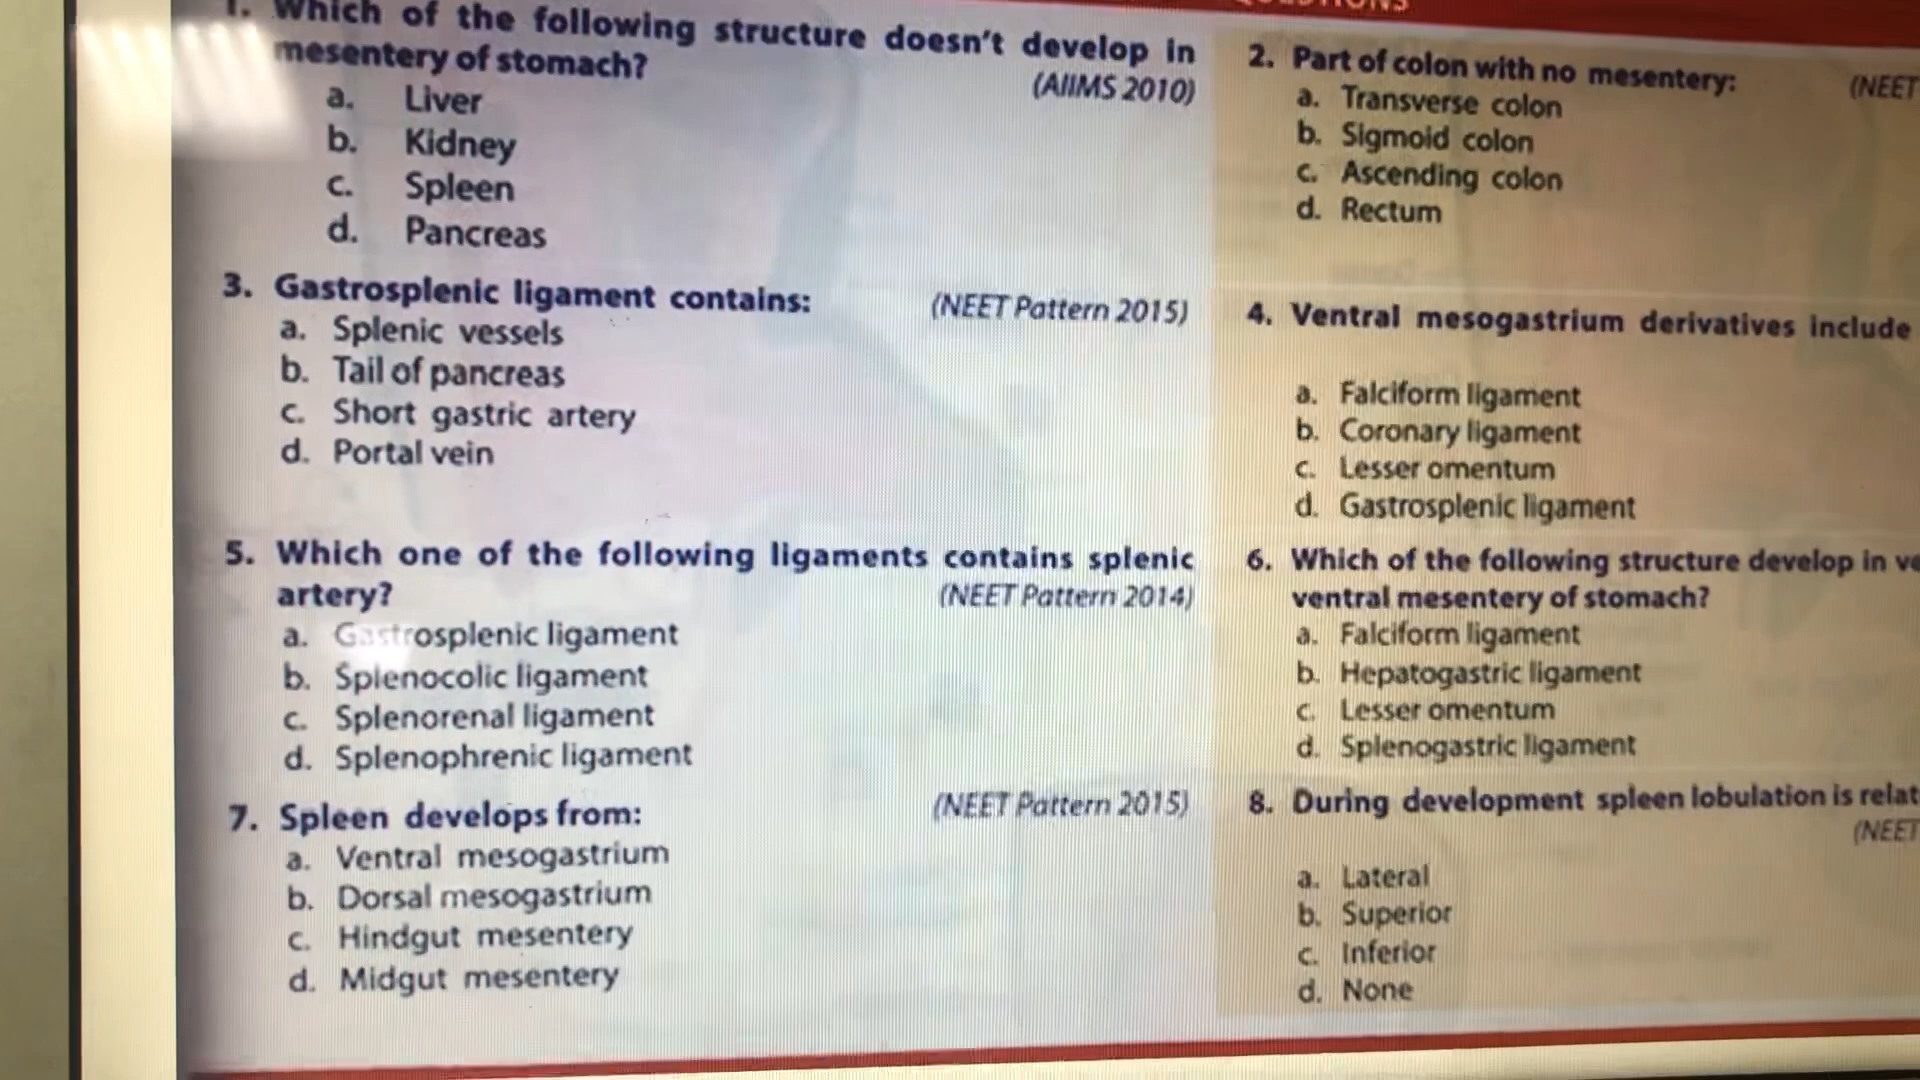 1. Which of the following structure doesn't develop in
mesentery of stomach?
(AIIMS 2010)
a. Liver
b. Kidney
c. Spleen
d. Pancreas
2. Part of colon with no mesentery:
(NEET
a. Transverse colon
b. Sigmoid colon
c. Ascending colon
d. Rectum
3. Gastrosplenic ligament contains:
(NEET Pattern 2015)
a. Splenic vessels
b. Tail of pancreas
c. Short gastric artery
d. Portal vein
4. Ventral mesogastrium derivatives include
a. Falciform ligament
b. Coronary ligament
c. Lesser omentum
d. Gastrosplenic ligament
5. Which one of the following ligaments contains splenic
artery? (NEET Pattern 2014)
a. Gastrosplenic ligament
b. Splenocolic ligament
c. Splenorenal ligament
d. Splenophrenic ligament
6. Which of the following structure develop in
ventral mesentery of stomach?
a. Falciform ligament
b. Hepatogastric ligament
c. Lesser omentum
d. Splenogastric ligament
7. Spleen develops from:
(NEET Pattern 2015)
a. Ventral mesogastrium
b. Dorsal mesogastrium
c. Hindgut mesentery
d. Midgut mesentery
8. During development spleen lobulation is relat
(NEET
a. Lateral
b. Superior
c. Inferior
d. None